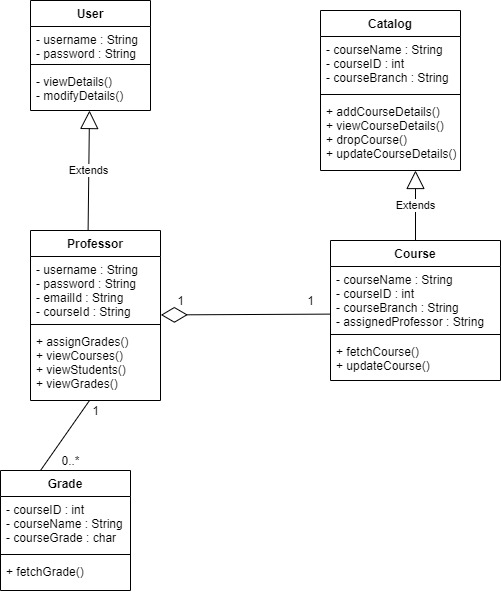 User
- username : String
- password : String
- viewDetails()
- modifyDetails()
Catalog
- courseName : String
- courseID : int
- courseBranch : String
+ addCourseDetails()
+ viewCourseDetails()
+ dropCourse()
+ updateCourseDetails()
Extends
Extends
Professor
- username : String
- password : String
- emailId : String
- courseId : String
+ assignGrades()
+ viewCourses()
+ viewStudents()
+ viewGrades()
1
1
Course
- courseName : String
- courseID : int
- courseBranch : String
- assignedProfessor : String
+ fetchCourse()
+ updateCourse()
1
0..*
Grade
- courseID : int
- courseName : String
- courseGrade : char
+ fetchGrade()